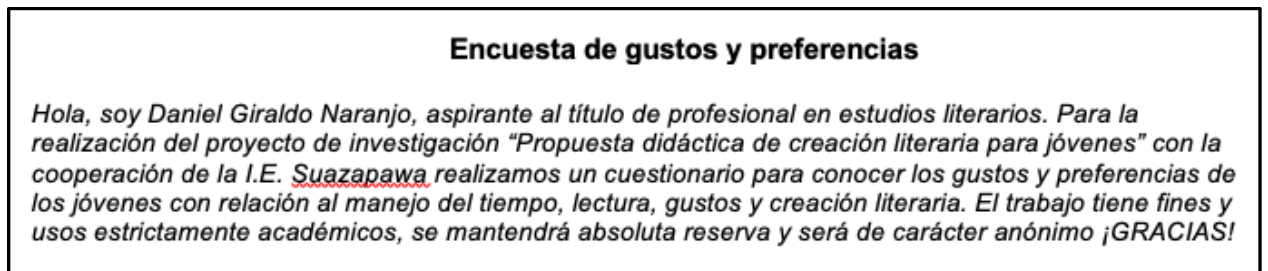 Encuesta de gustos y preferencias
Hola, soy Daniel Giraldo Naranjo, aspirante al título de profesional en estudios literarios. Para la
realización del proyecto de investigación “Propuesta didáctica de creación literaria para jóvenes” con la
cooperación de la I.E. Suazapawa realizamos un cuestionario para conocer los gustos y preferencias de
los jóvenes con relación al manejo del tiempo, lectura, gustos y creación literaria. El trabajo tiene fines y
usos estrictamente académicos, se mantendrá absoluta reserva y será de carácter anónimo ¡GRACIAS!